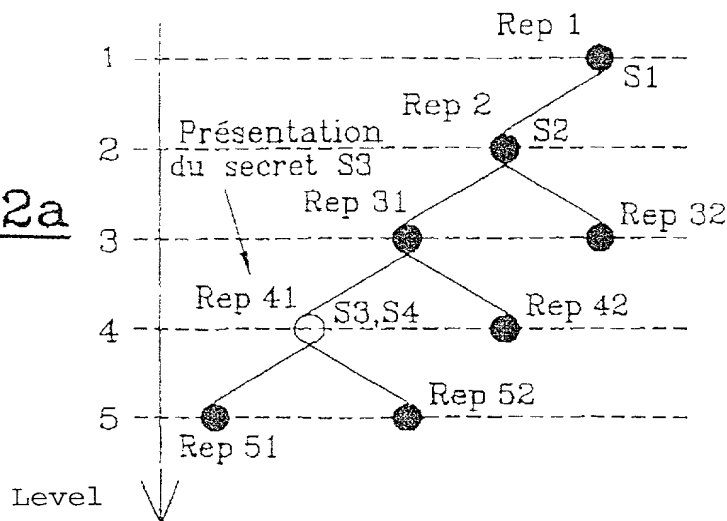 Rep 1
1
S1
Rep 2
S2
Présentation
du secret S3
2
2a
Rep 31
Rep 32
3
Rep 41
S3,S4
Rep 42
4
Rep 52
5
Rep 51
Level